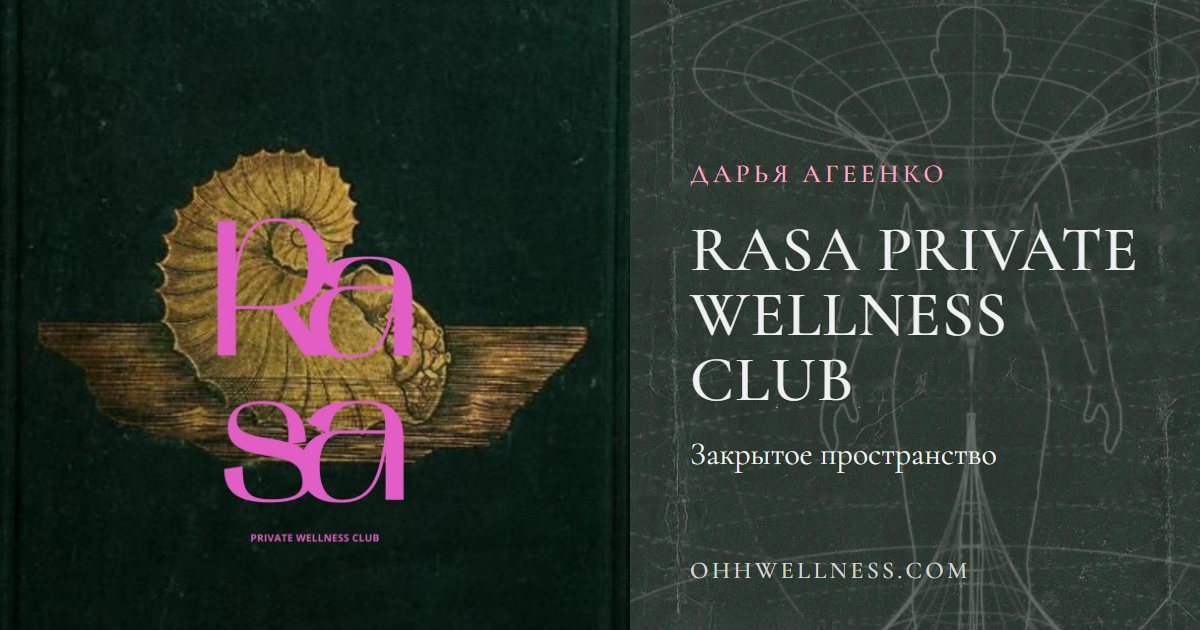 Ra
sa
PRIVATE WELLNESS CLUB
ДАРЬЯ АГЕЕНКО
RASA PRIVATE
WELLNESS
CLUB
Закрытое пространство
OHHWELLNESS.COM